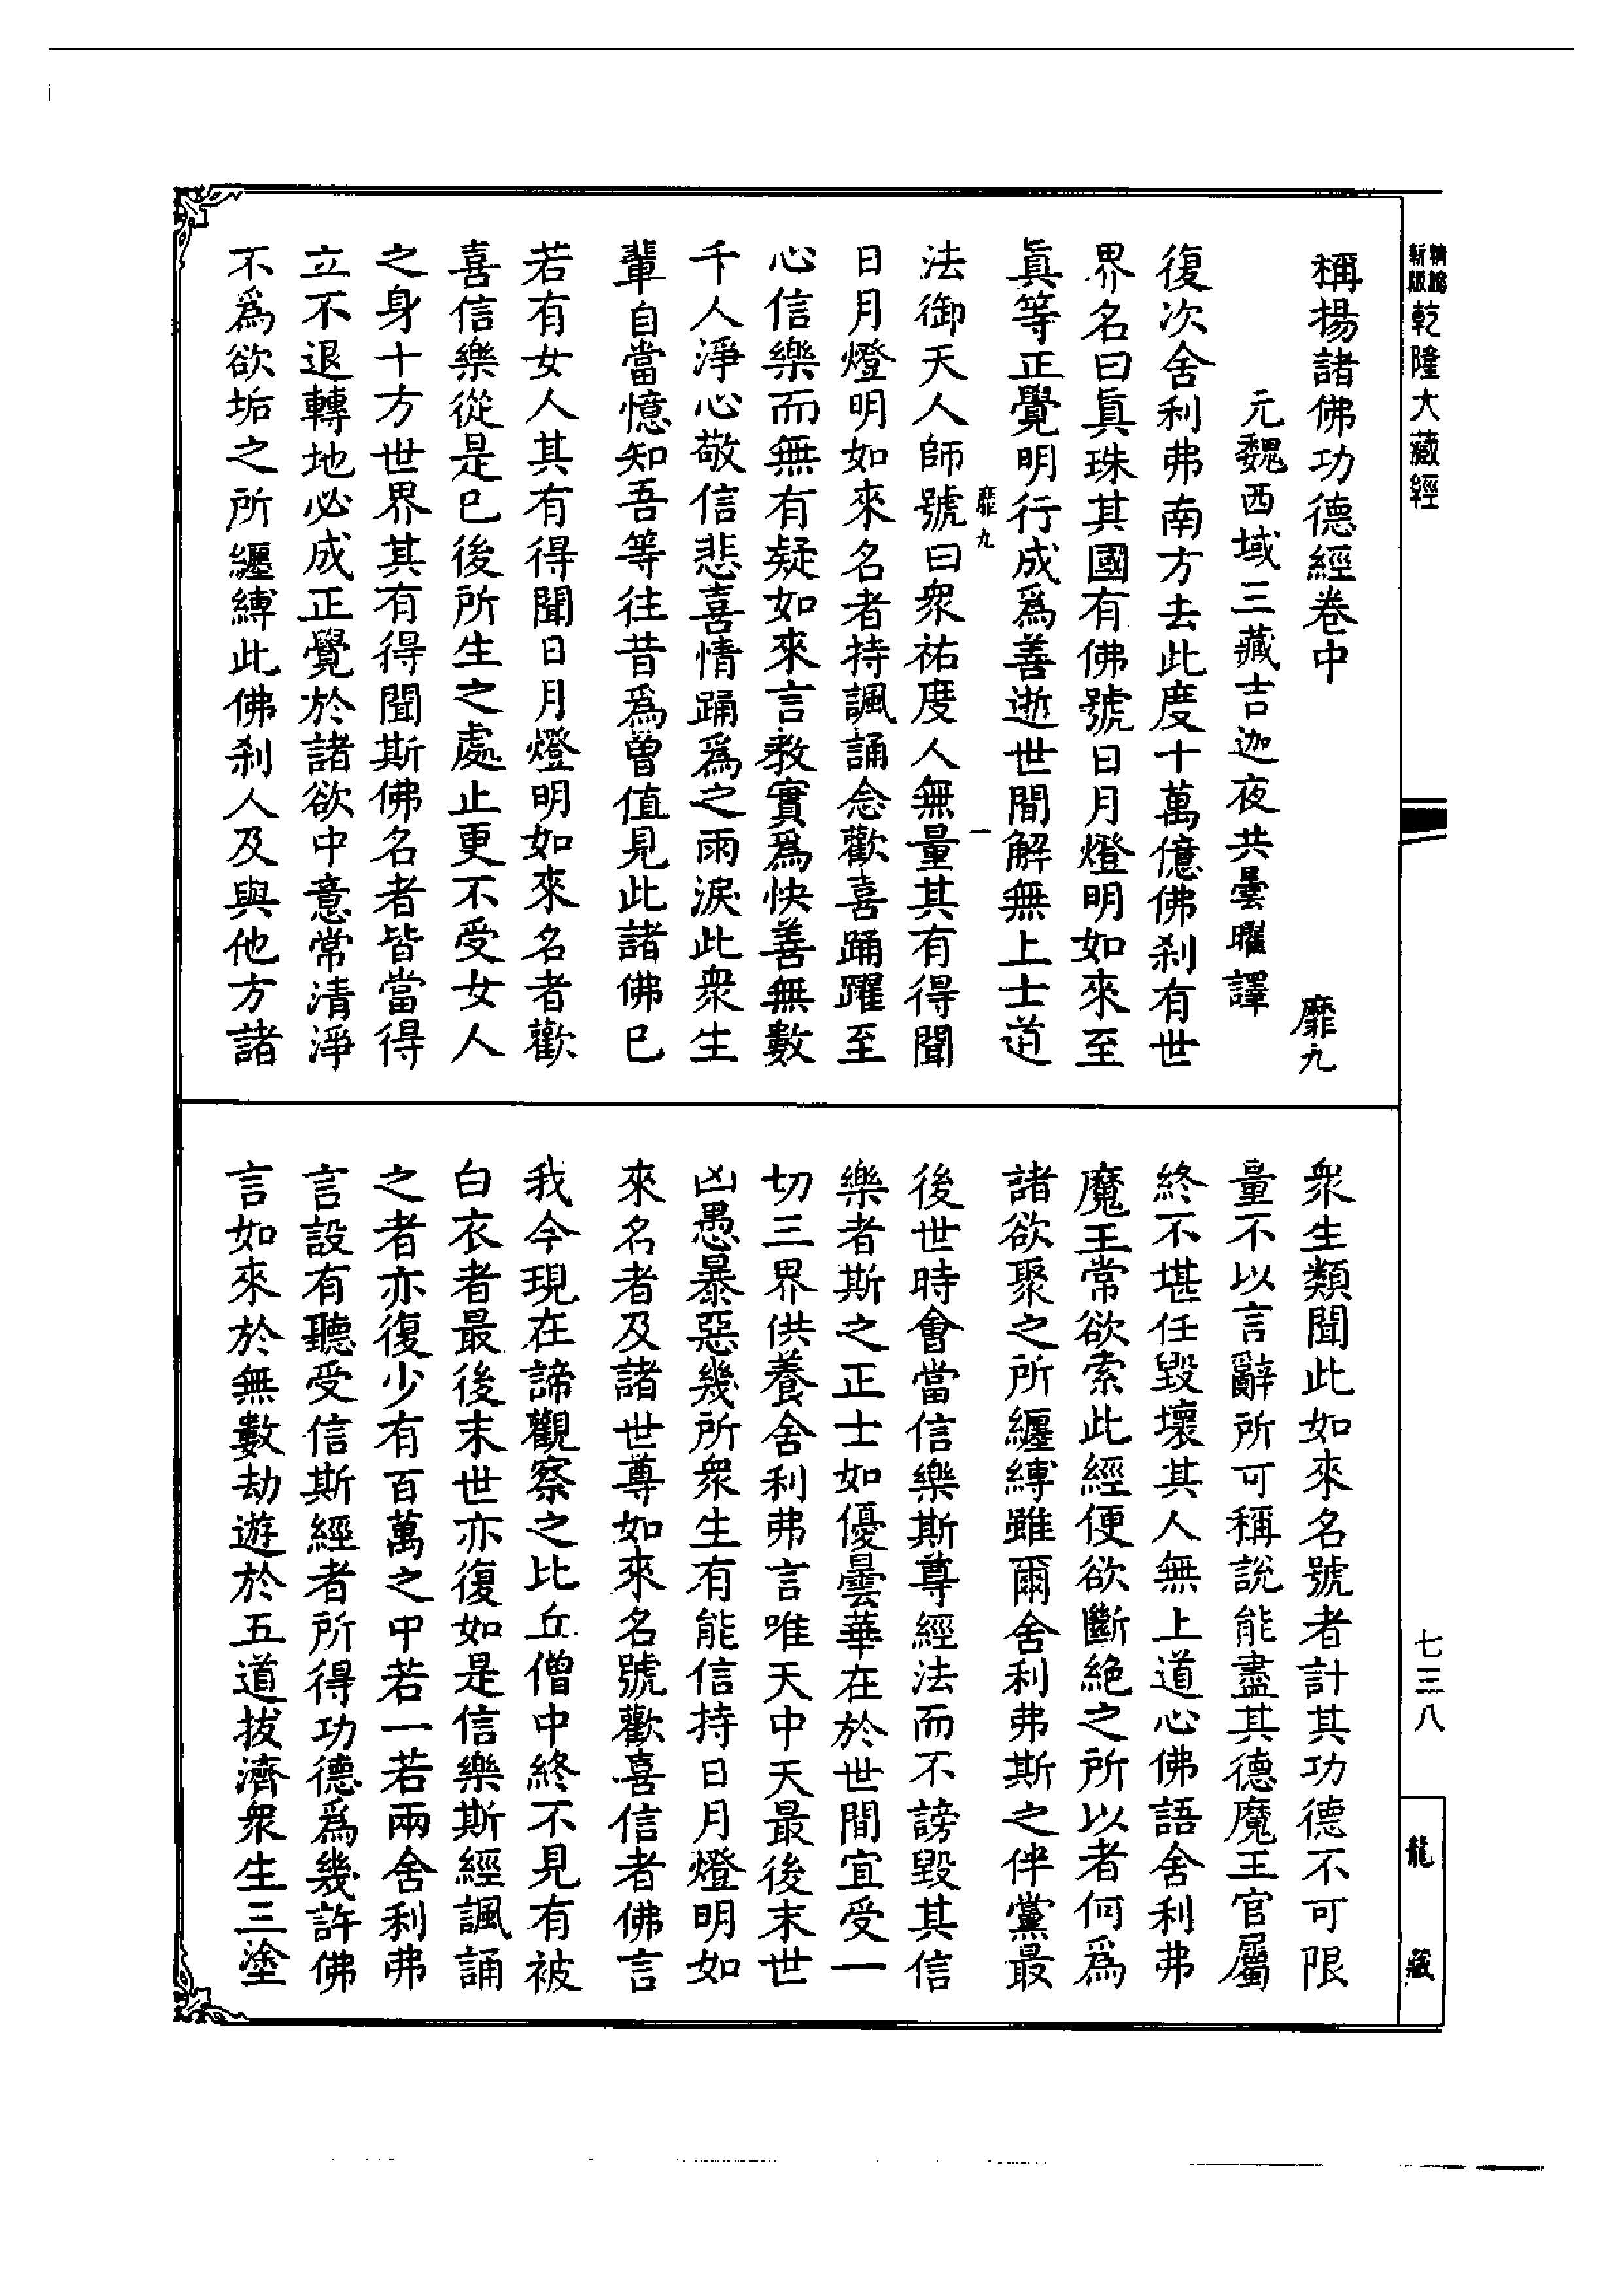 乾隆大藏經
七三八
龍藏
稱揚諸佛功德經卷中
靡九
元魏西域三藏吉迦夜共曇曜譯
復次舍利弗南方去此度十萬億佛刹有世
界名曰眞珠其國有佛號日月燈明如來至
眞等正覺明行成爲善逝世間解無上士道
靡九
一
法御天人師號曰衆祐度人無量其有得聞
日月燈明如來名者持諷誦念歡喜踊躍至
心信樂而無有疑如來言教實爲快善無數
千人淨心敬信悲喜情踊爲之雨淚此衆生
輩自當憶知吾等往昔爲曾值見此諸佛已
若有女人其有得聞日月燈明如來名者歡
喜信樂從是已後所生之處止更不受女人
之身十方世界其有得聞斯佛名者皆當得
立不退轉地必成正覺於諸欲中意常清淨
不爲欲垢之所纏縛此佛刹人及與他方諸
衆生類聞此如來名號者計其功德不可限
量不以言辭所可稱說能盡其德魔王官屬
終不堪任毀壞其人無上道心佛語舍利弗
魔王常欲索此經便欲斷絕之所以者何爲
諸欲聚之所纏縛雖爾舍利弗斯之伴黨最
後世時會當信樂斯尊經法而不謗毀其信
樂者斯之正士如優曇華在於世間宜受一
切三界供養舍利弗言唯天中天最後末世
凶愚暴惡幾所衆生有能信持日月燈明如
來名者及諸世尊如來名號歡喜信者佛言
我今現在諦觀察之比丘僧中終不見有被
白衣者最後末世亦復如是信樂斯經諷誦
之者亦復少有百萬之中若一若兩舍利弗
言設有聽受信斯經者所得功德爲幾許佛
言如來於無數劫遊於五道拔濟衆生三塗